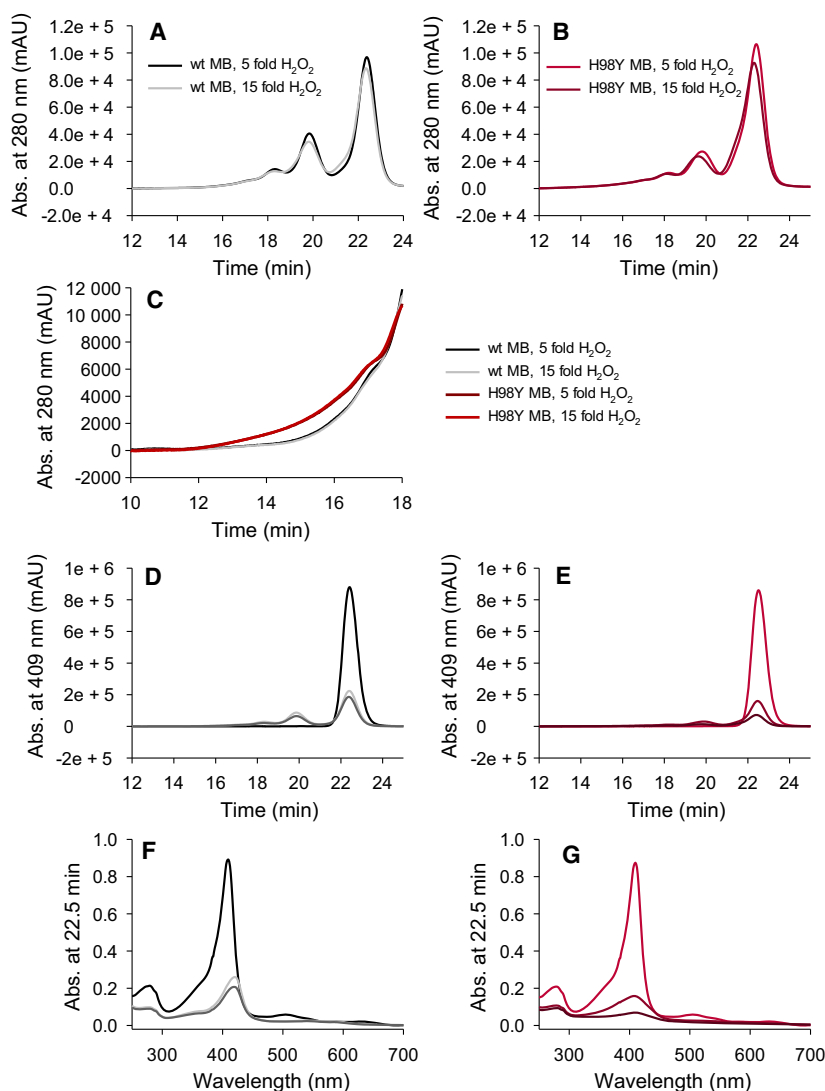 A
Abs. at 280 nm (mAU)
1.2e + 5
1.0e + 5
8.0e + 4
6.0e + 4
4.0e + 4
2.0e + 4
0.0
-2.0e + 4
wt MB, 5 fold H₂O₂
wt MB, 15 fold H₂O₂
12 14 16 18 20 22 24
Time (min)
B
Abs. at 280 nm (mAU)
1.2e + 5
1.0e + 5
8.0e + 4
6.0e + 4
4.0e + 4
2.0e + 4
0.0
-2.0e + 4
H98Y MB, 5 fold H₂O₂
H98Y MB, 15 fold H₂O₂
12 14 16 18 20 22 24
Time (min)
C
Abs. at 280 nm (mAU)
12 000
10 000
8000
6000
4000
2000
0
-2000
10 12 14 16 18
Time (min)
wt MB, 5 fold H₂O₂
wt MB, 15 fold H₂O₂
H98Y MB, 5 fold H₂O₂
H98Y MB, 15 fold H₂O₂
D
Abs. at 409 nm (mAU)
1e + 6
8e + 5
6e + 5
4e + 5
2e + 5
0
-2e + 5
12 14 16 18 20 22 24
Time (min)
E
Abs. at 409 nm (mAU)
1e + 6
8e + 5
6e + 5
4e + 5
2e + 5
0
-2e + 5
12 14 16 18 20 22 24
Time (min)
F
Abs. at 22.5 min
1.0
0.8
0.6
0.4
0.2
0.0
300 400 500 600 700
Wavelength (nm)
G
Abs. at 22.5 min
1.0
0.8
0.6
0.4
0.2
0.0
300 400 500 600 700
Wavelength (nm)